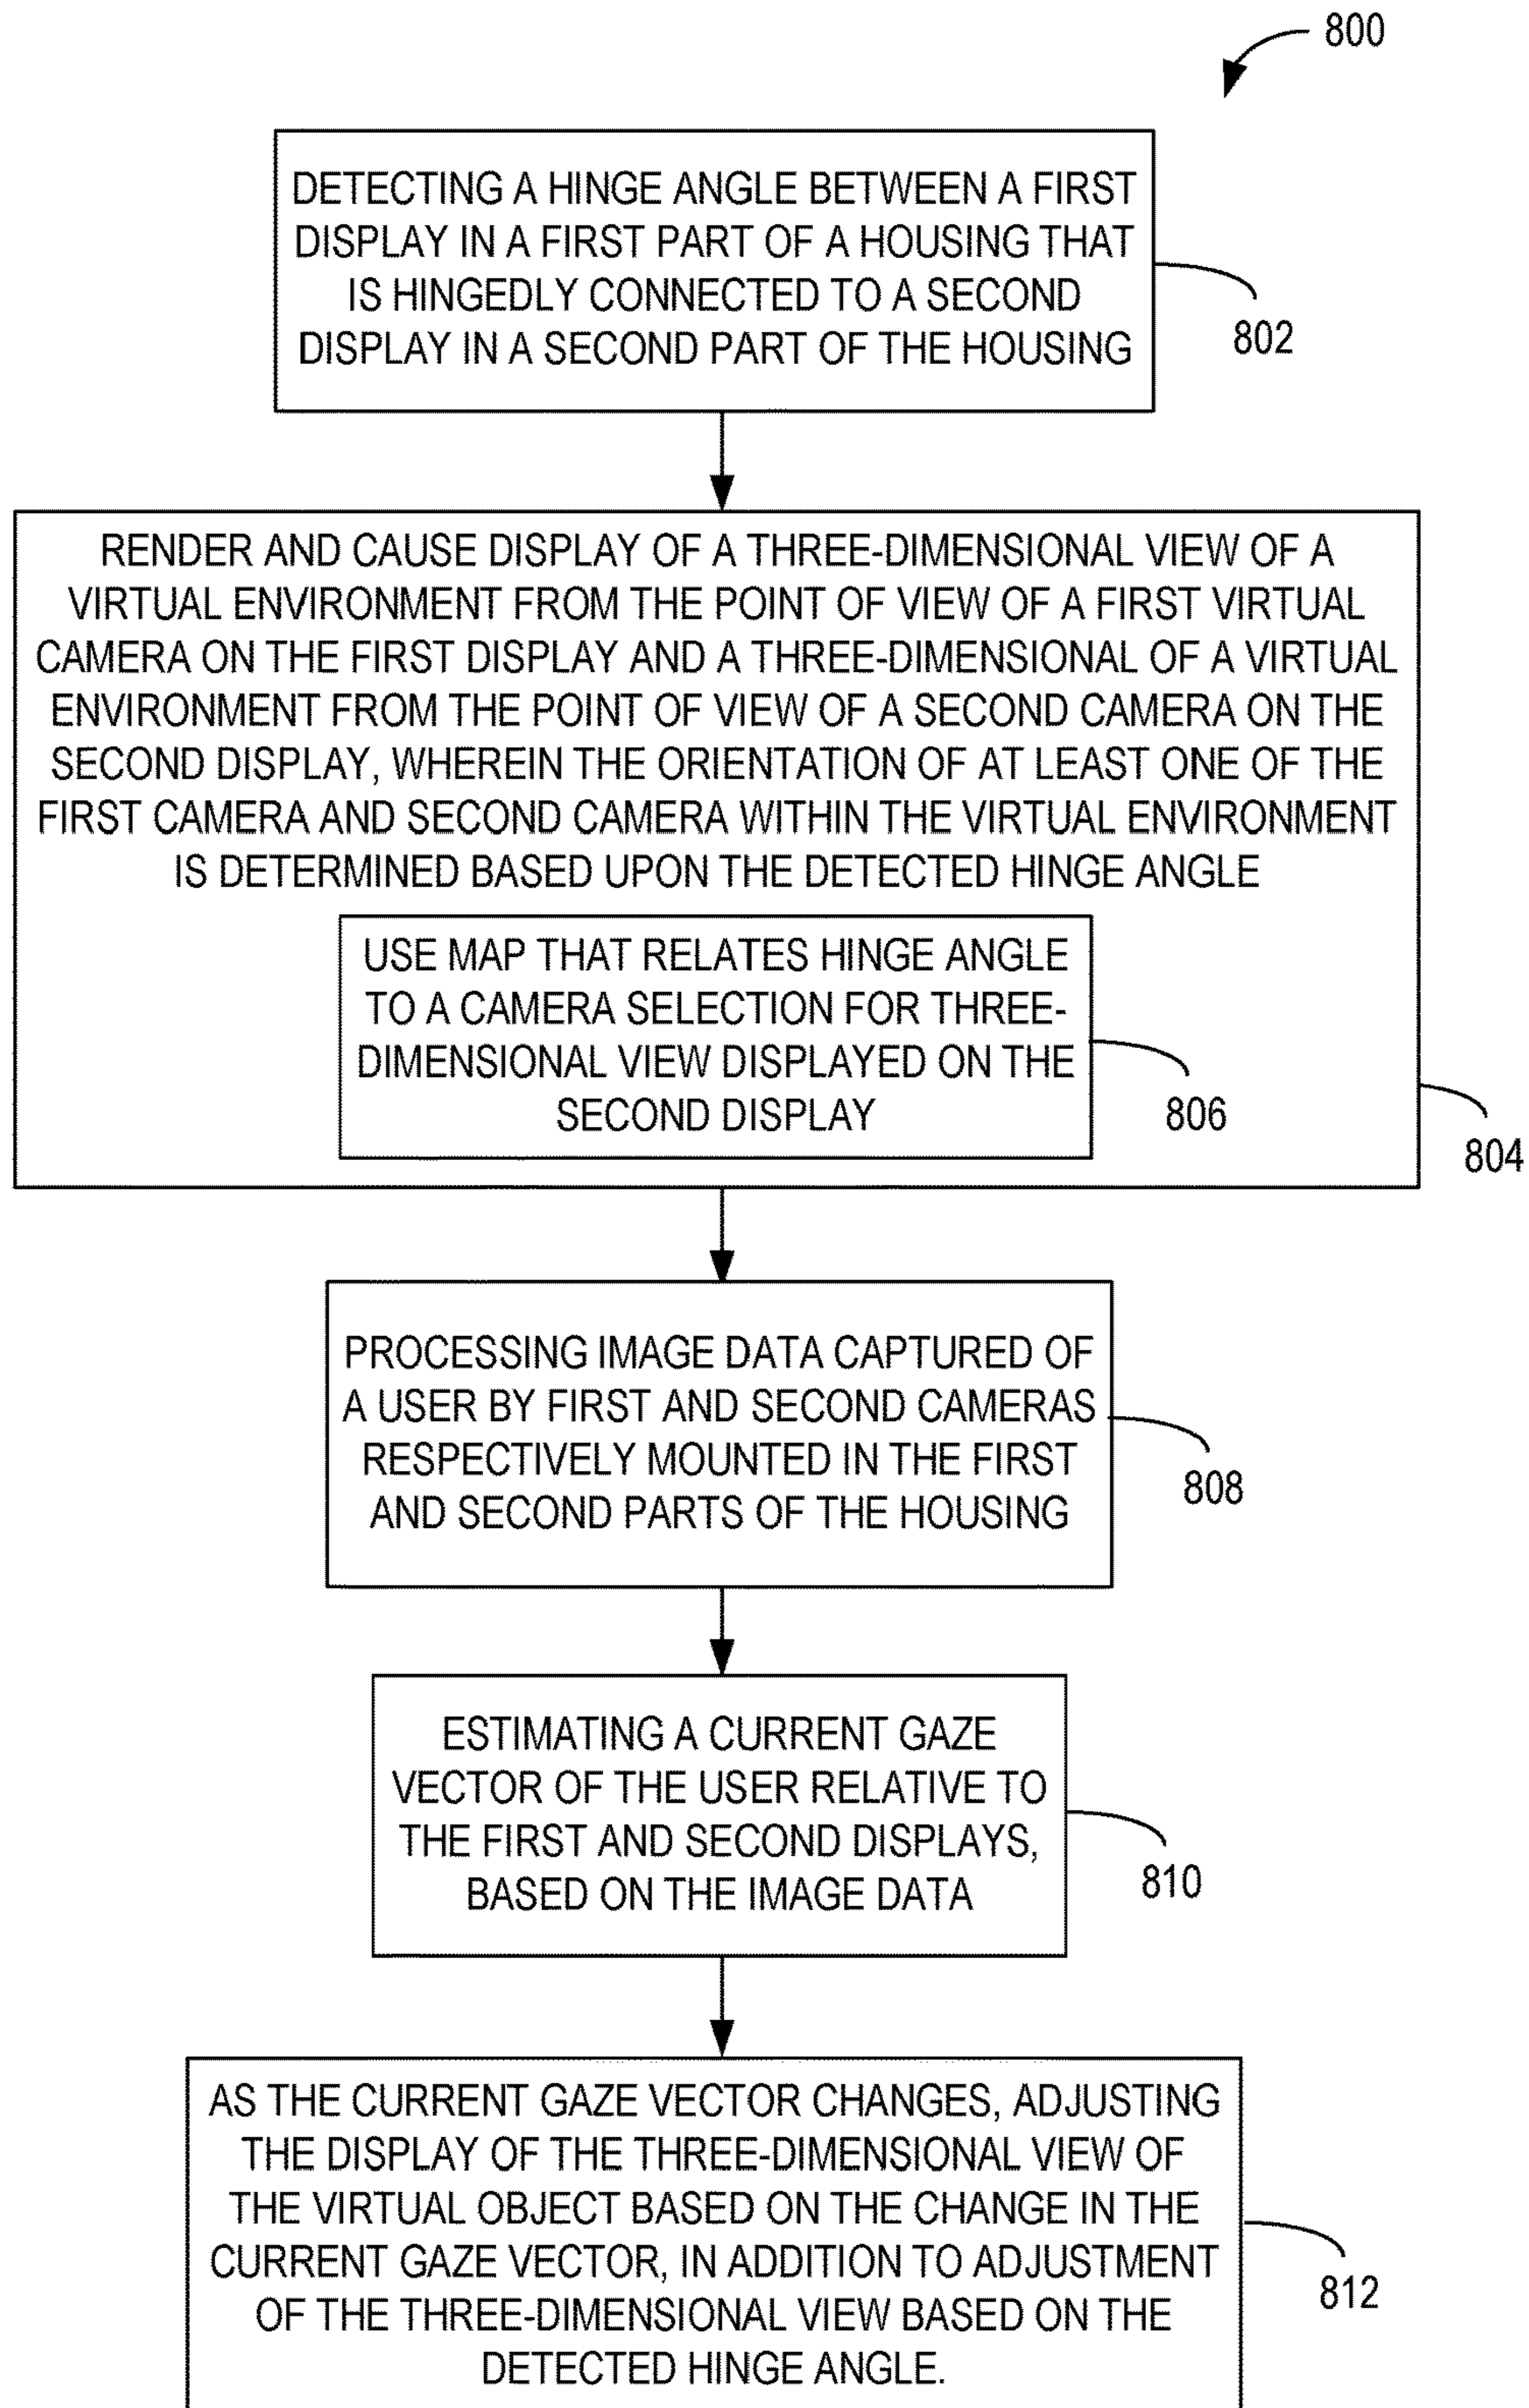 800
DETECTING A HINGE ANGLE BETWEEN A FIRST
DISPLAY IN A FIRST PART OF A HOUSING THAT
IS HINGEDLY CONNECTED TO A SECOND
DISPLAY IN A SECOND PART OF THE HOUSING
802
RENDER AND CAUSE DISPLAY OF A THREE-DIMENSIONAL VIEW OF A
VIRTUAL ENVIRONMENT FROM THE POINT OF VIEW OF A FIRST VIRTUAL
CAMERA ON THE FIRST DISPLAY AND A THREE-DIMENSIONAL OF A VIRTUAL
ENVIRONMENT FROM THE POINT OF VIEW OF A SECOND CAMERA ON THE
SECOND DISPLAY, WHEREIN THE ORIENTATION OF AT LEAST ONE OF THE
FIRST CAMERA AND SECOND CAMERA WITHIN THE VIRTUAL ENVIRONMENT
IS DETERMINED BASED UPON THE DETECTED HINGE ANGLE
USE MAP THAT RELATES HINGE ANGLE
TO A CAMERA SELECTION FOR THREE-
DIMENSIONAL VIEW DISPLAYED ON THE
SECOND DISPLAY
806
804
PROCESSING IMAGE DATA CAPTURED OF
A USER BY FIRST AND SECOND CAMERAS
RESPECTIVELY MOUNTED IN THE FIRST
AND SECOND PARTS OF THE HOUSING
808
ESTIMATING A CURRENT GAZE
VECTOR OF THE USER RELATIVE TO
THE FIRST AND SECOND DISPLAYS,
BASED ON THE IMAGE DATA
810
AS THE CURRENT GAZE VECTOR CHANGES, ADJUSTING
THE DISPLAY OF THE THREE-DIMENSIONAL VIEW OF
THE VIRTUAL OBJECT BASED ON THE CHANGE IN THE
CURRENT GAZE VECTOR, IN ADDITION TO ADJUSTMENT
OF THE THREE-DIMENSIONAL VIEW BASED ON THE
DETECTED HINGE ANGLE.
812